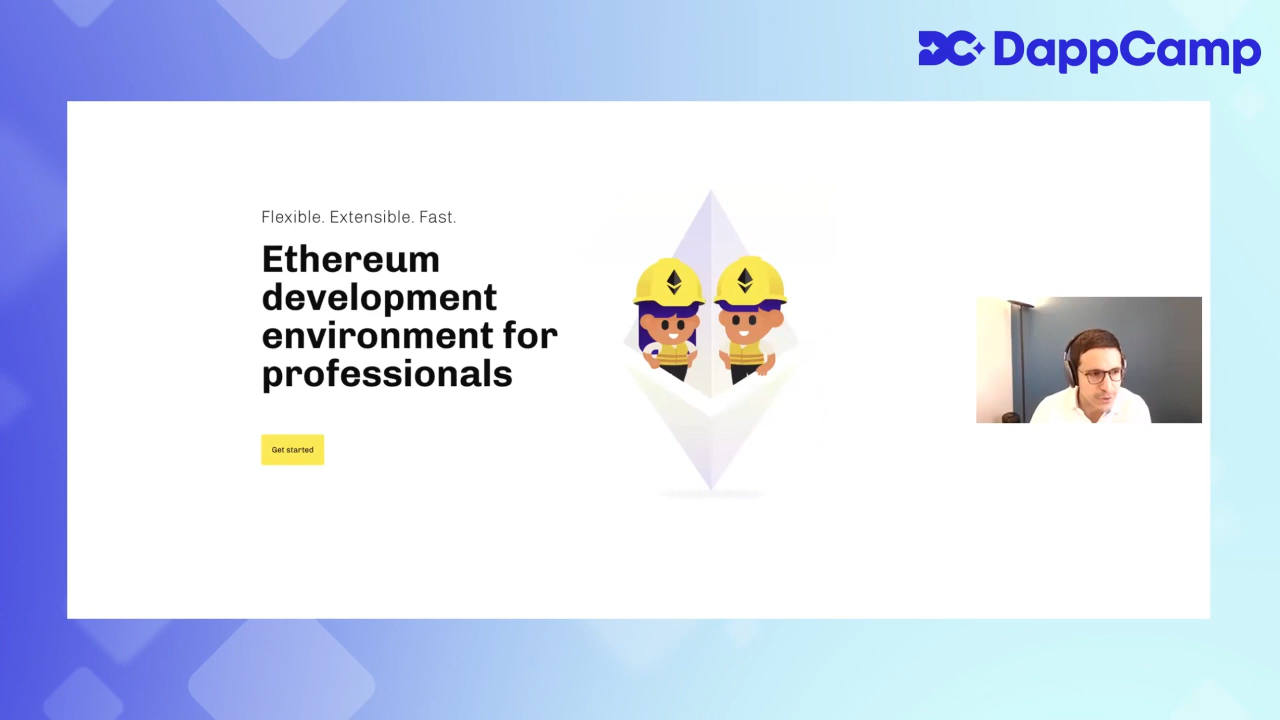 DappCamp
Flexible. Extensible. Fast.
Ethereum
development
environment for
professionals
Get started